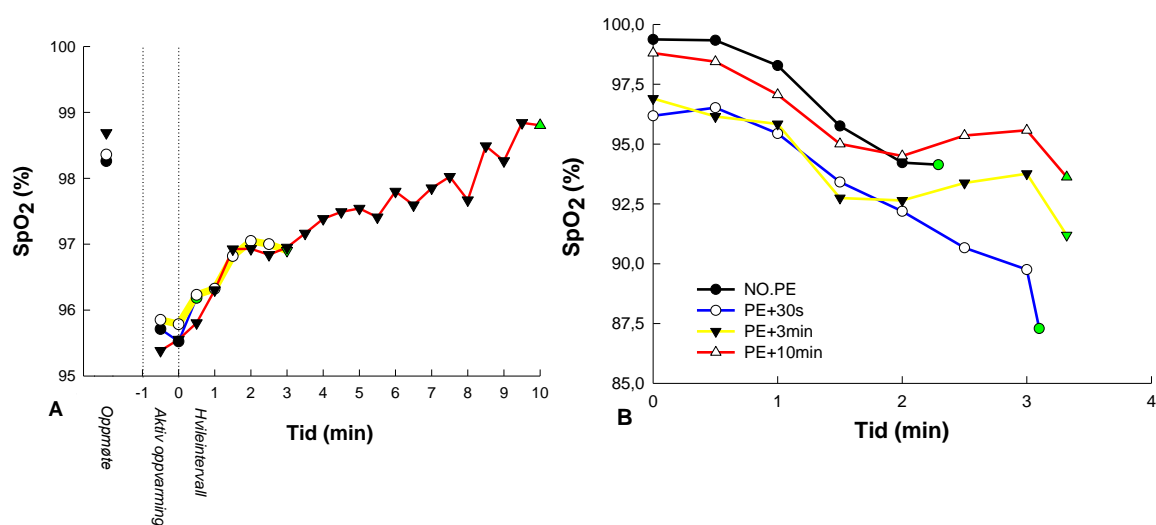 100
99
98
97
96
95
SpO2 (%)
-1 0 1 2 3 4 5 6 7 8 9 10
A
Tid (min)
Oppmøte
Aktiv oppvarming
Hvileintervall
100,0
97,5
95,0
92,5
90,0
87,5
85,0
SpO2 (%)
NO.PE
PE+30s
PE+3min
PE+10min
0 1 2 3 4
B
Tid (min)